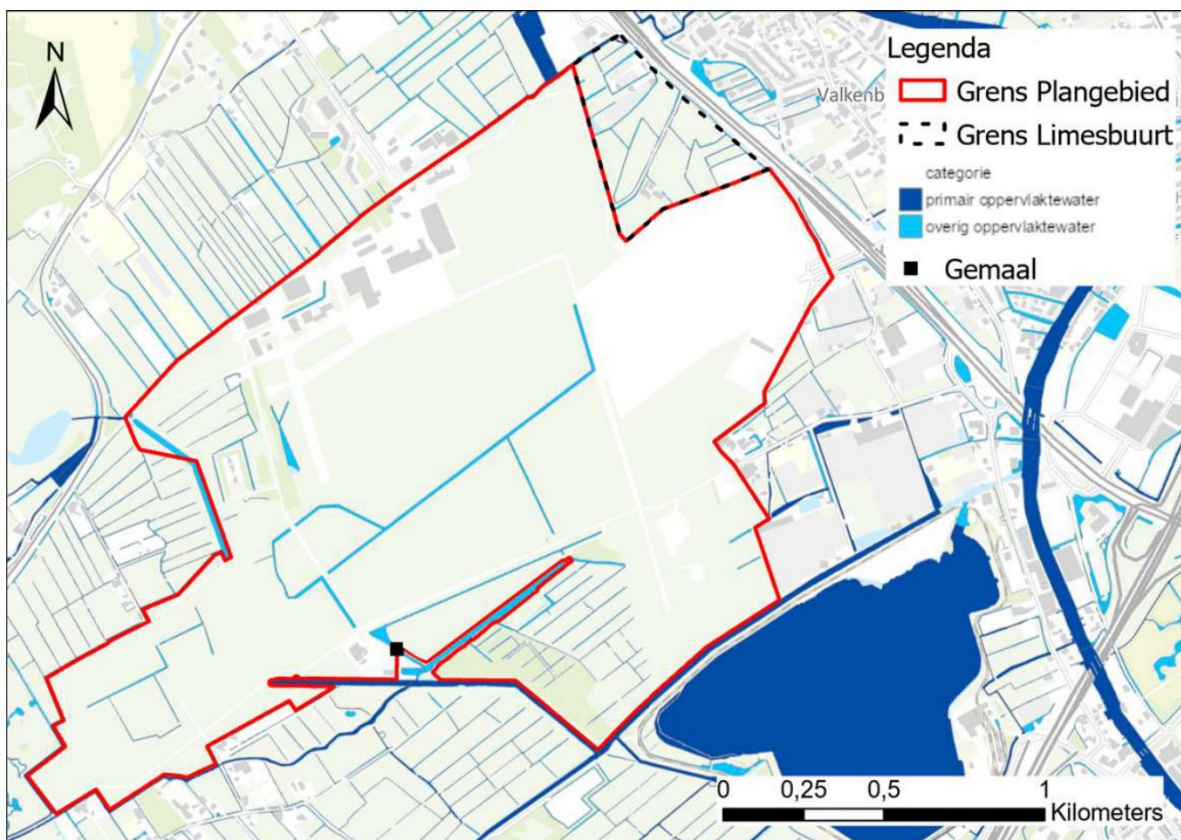 N
Valkenb
Legenda
Grens Plangebied
Grens Limesbuurt
categorie
primair oppervlaktewater
overig oppervlaktewater
Gemaal
0 0,25 0,5 1
Kilometers